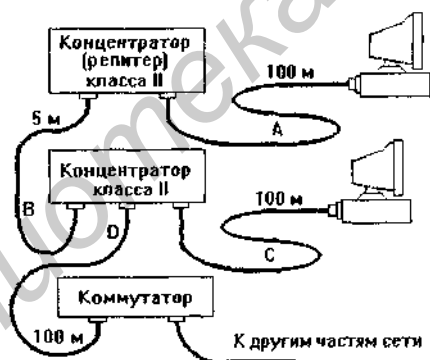 Концентратор
(репитер)
класса II
100 м
5 м
A
Концентратор
класса II
100 м
B
D
C
Коммутатор
100 м
К другим частям сети